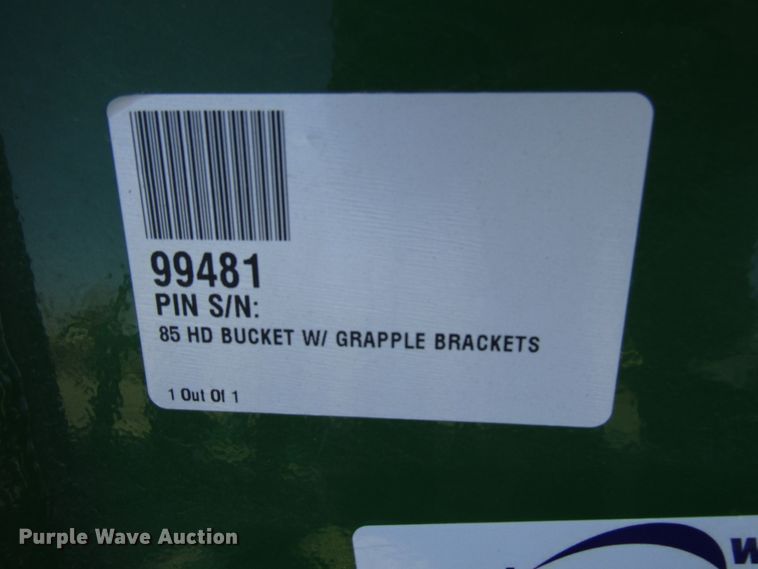 99481
PIN S/N:
85 HD BUCKET W/ GRAPPLE BRACKETS
1 Out Of 1
Purple Wave Auction